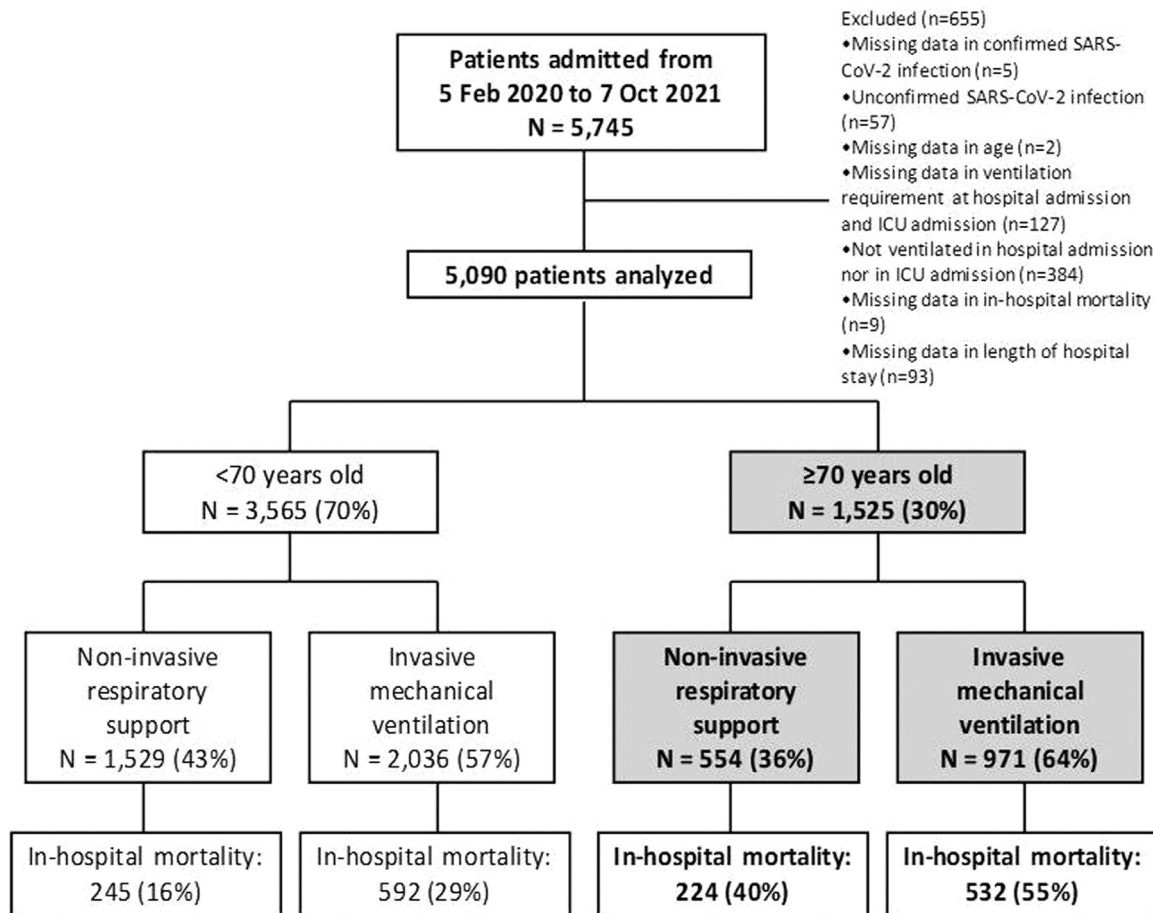 Patients admitted from
5 Feb 2020 to 7 Oct 2021
N = 5,745
Excluded (n=655)
◆Missing data in confirmed SARS-
CoV-2 infection (n=5)
◆Unconfirmed SARS-CoV-2 infection
(n=57)
◆Missing data in age (n=2)
◆Missing data in ventilation
requirement at hospital admission
and ICU admission (n=127)
◆Not ventilated in hospital admission
nor in ICU admission (n=384)
◆Missing data in in-hospital mortality
(n=9)
◆Missing data in length of hospital
stay (n=93)
5,090 patients analyzed
<70 years old
N = 3,565 (70%)
≥70 years old
N = 1,525 (30%)
Non-invasive
respiratory
support
N = 1,529 (43%)
Invasive
mechanical
ventilation
N = 2,036 (57%)
Non-invasive
respiratory
support
N = 554 (36%)
Invasive
mechanical
ventilation
N = 971 (64%)
In-hospital mortality:
245 (16%)
In-hospital mortality:
592 (29%)
In-hospital mortality:
224 (40%)
In-hospital mortality:
532 (55%)